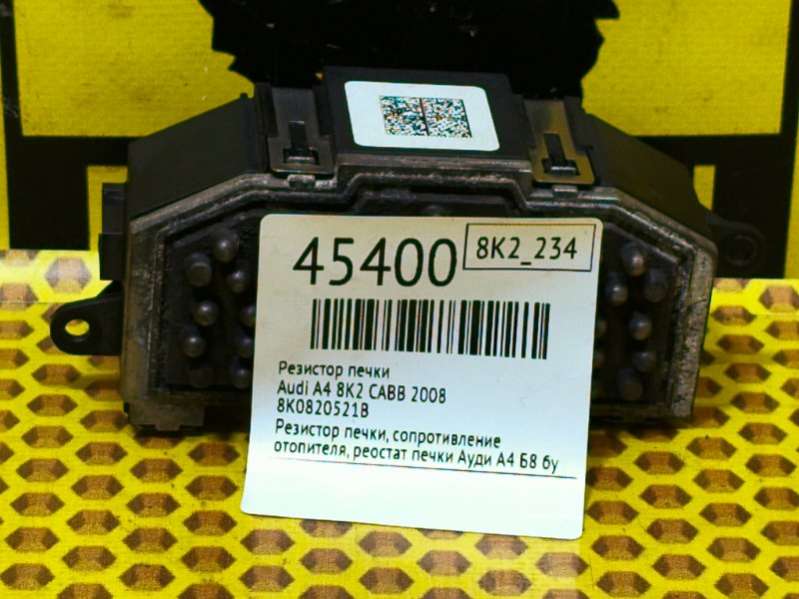 45400 8K2_234
Резистор печки
Audi A4 8K2 CABB 2008
8K0820521B
Резистор печки, сопротивление
отопителя, реостат печки Ауди А4 Б8 бу